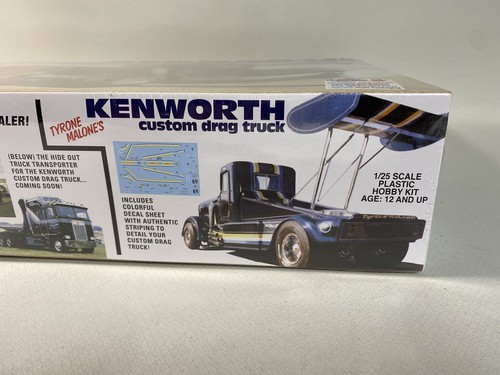 ALER!
TYRONE
MALONE'S
KENWORTH
custom drag truck
(BELOW) THE HIDE OUT
TRUCK TRANSPORTER
FOR THE KENWORTH
CUSTOM DRAG TRUCK...
COMING SOON!
INCLUDES
COLORFUL
DECAL SHEET
WITH AUTHENTIC
STRIPING TO
DETAIL YOUR
CUSTOM DRAG
TRUCK!
1/25 SCALE
PLASTIC
HOBBY KIT
AGE: 12 AND UP